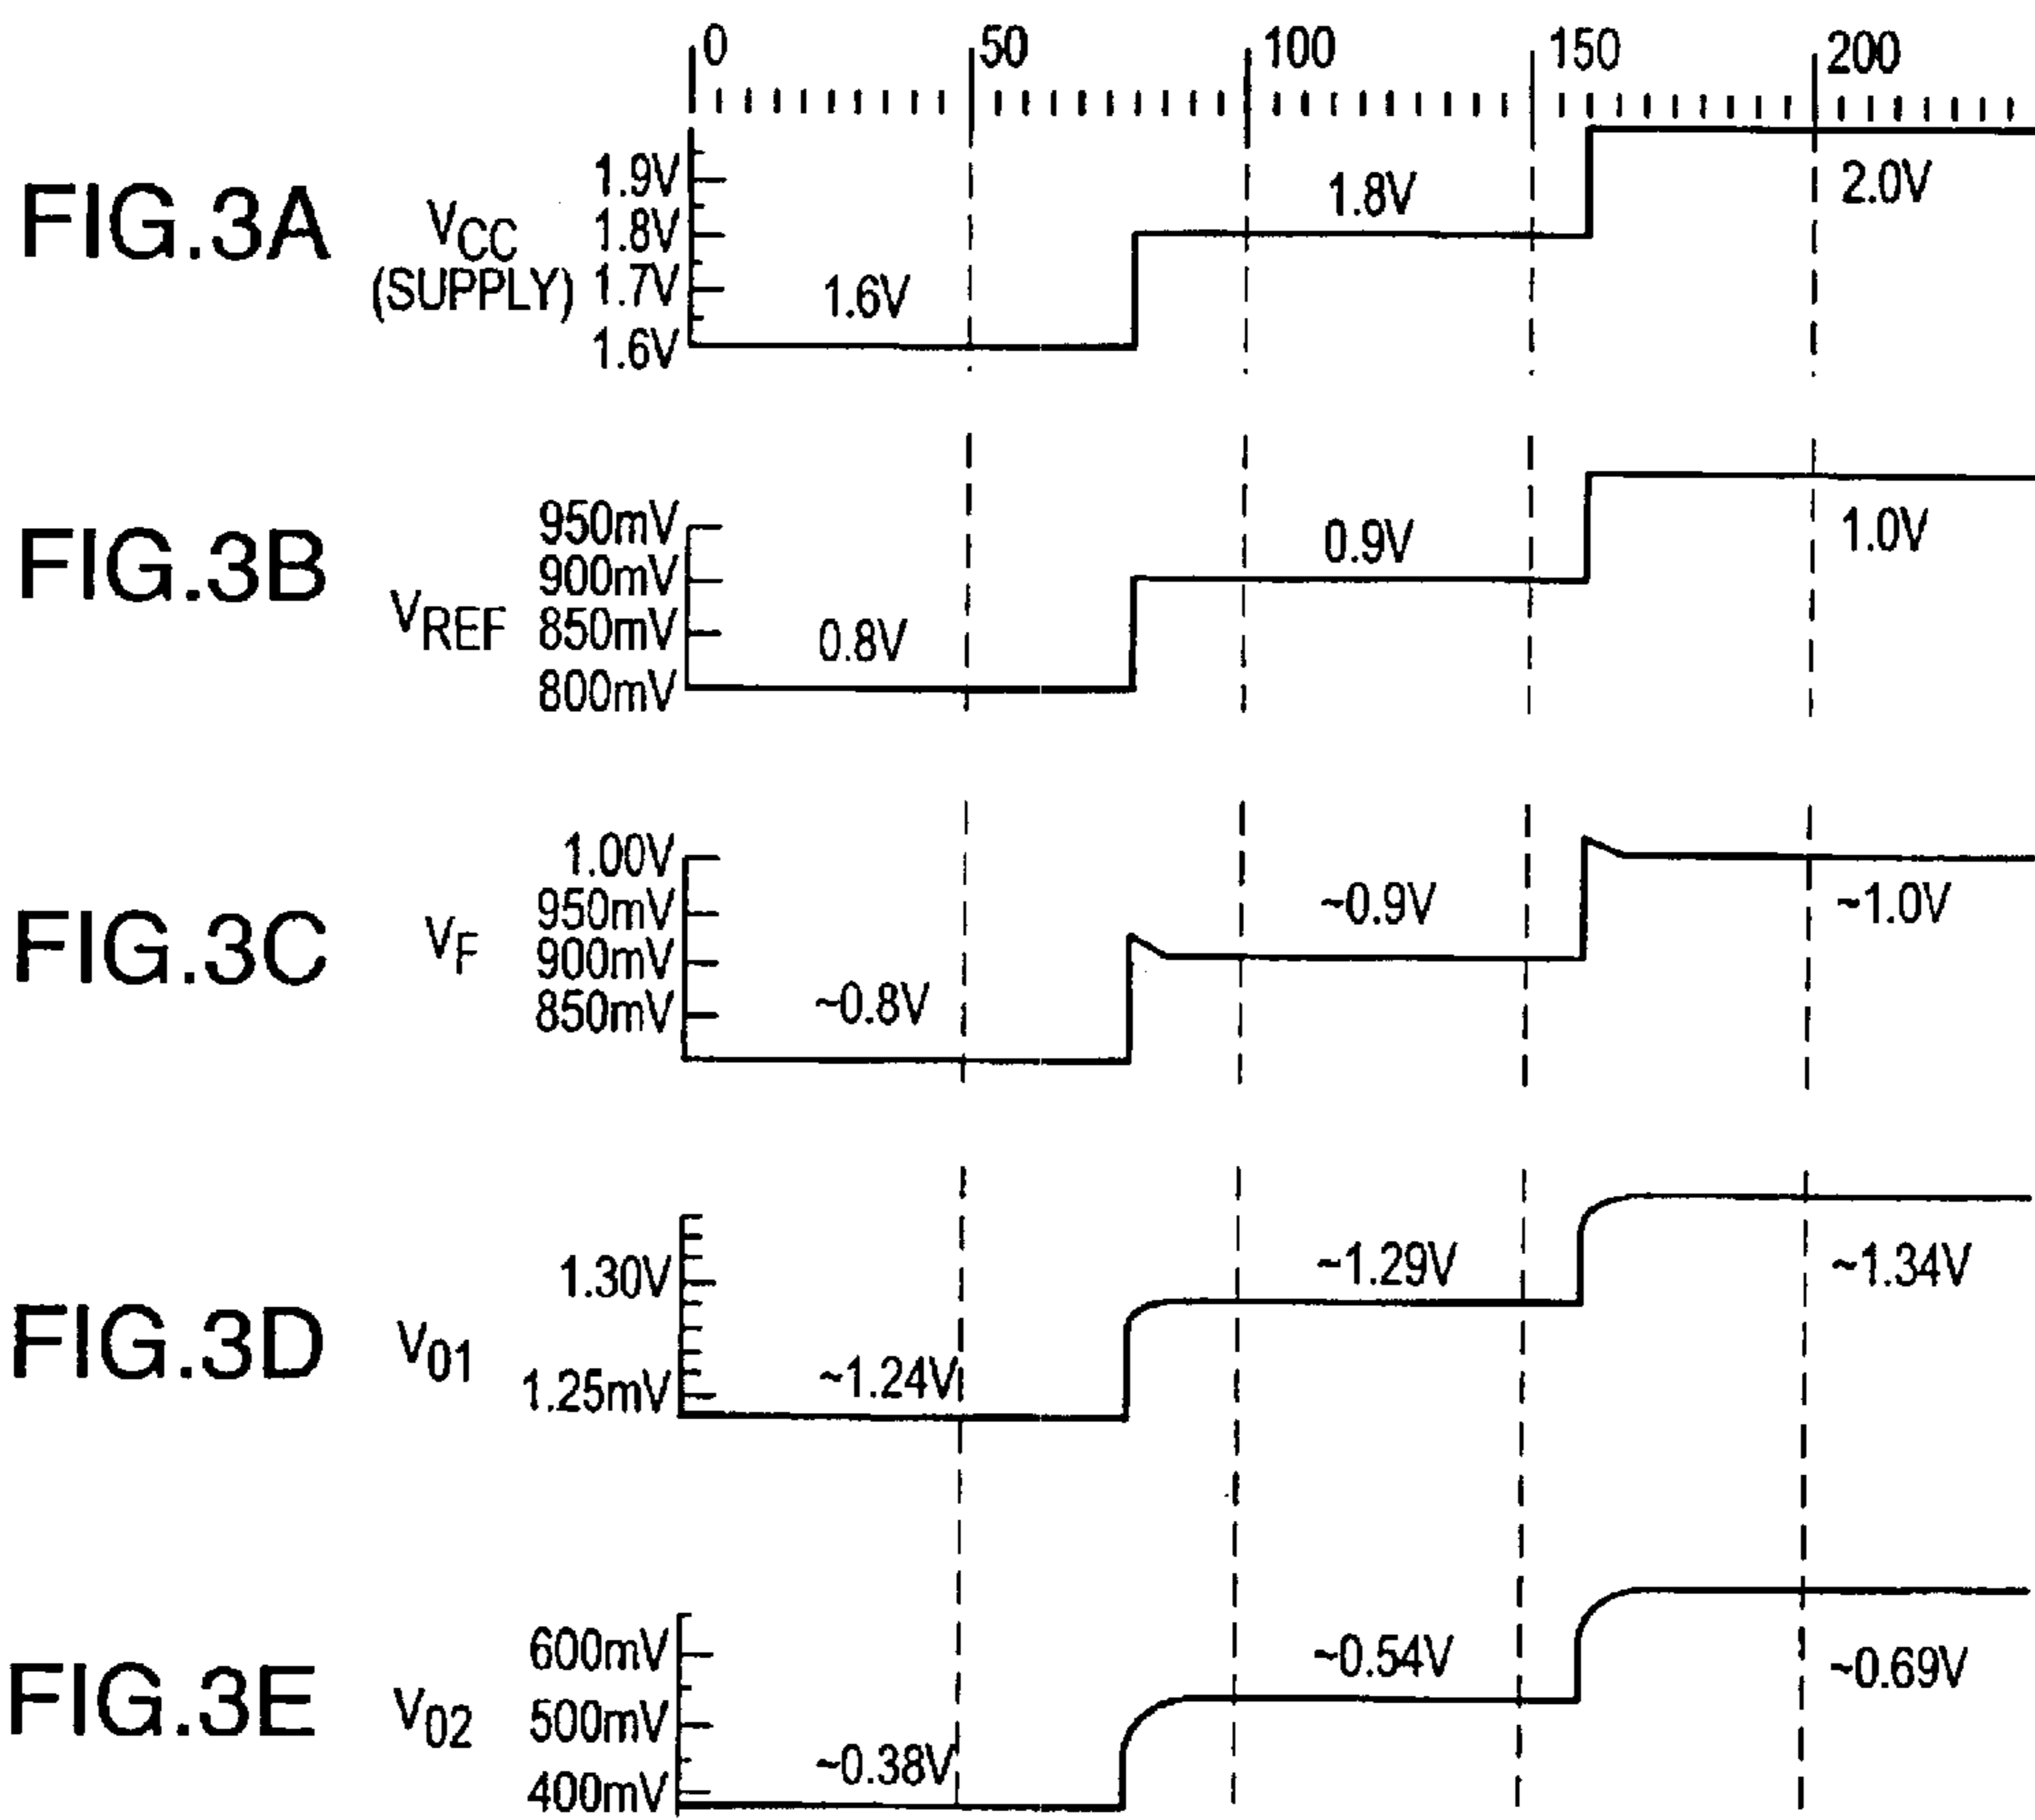 0 50 100 150 200
FIG.3A
VCC
(SUPPLY)
1.9V
1.8V
1.7V
1.6V
1.6V
1.8V
2.0V
FIG.3B
VREF
950mV
900mV
850mV
800mV
0.8V
0.9V
1.0V
FIG.3C
VF
1.00V
950mV
900mV
850mV
~0.8V
~0.9V
~1.0V
FIG.3D
V01
1.30V
1.25mV
~1.24V
~1.29V
~1.34V
FIG.3E
V02
600mV
500mV
400mV
~0.38V
~0.54V
~0.69V